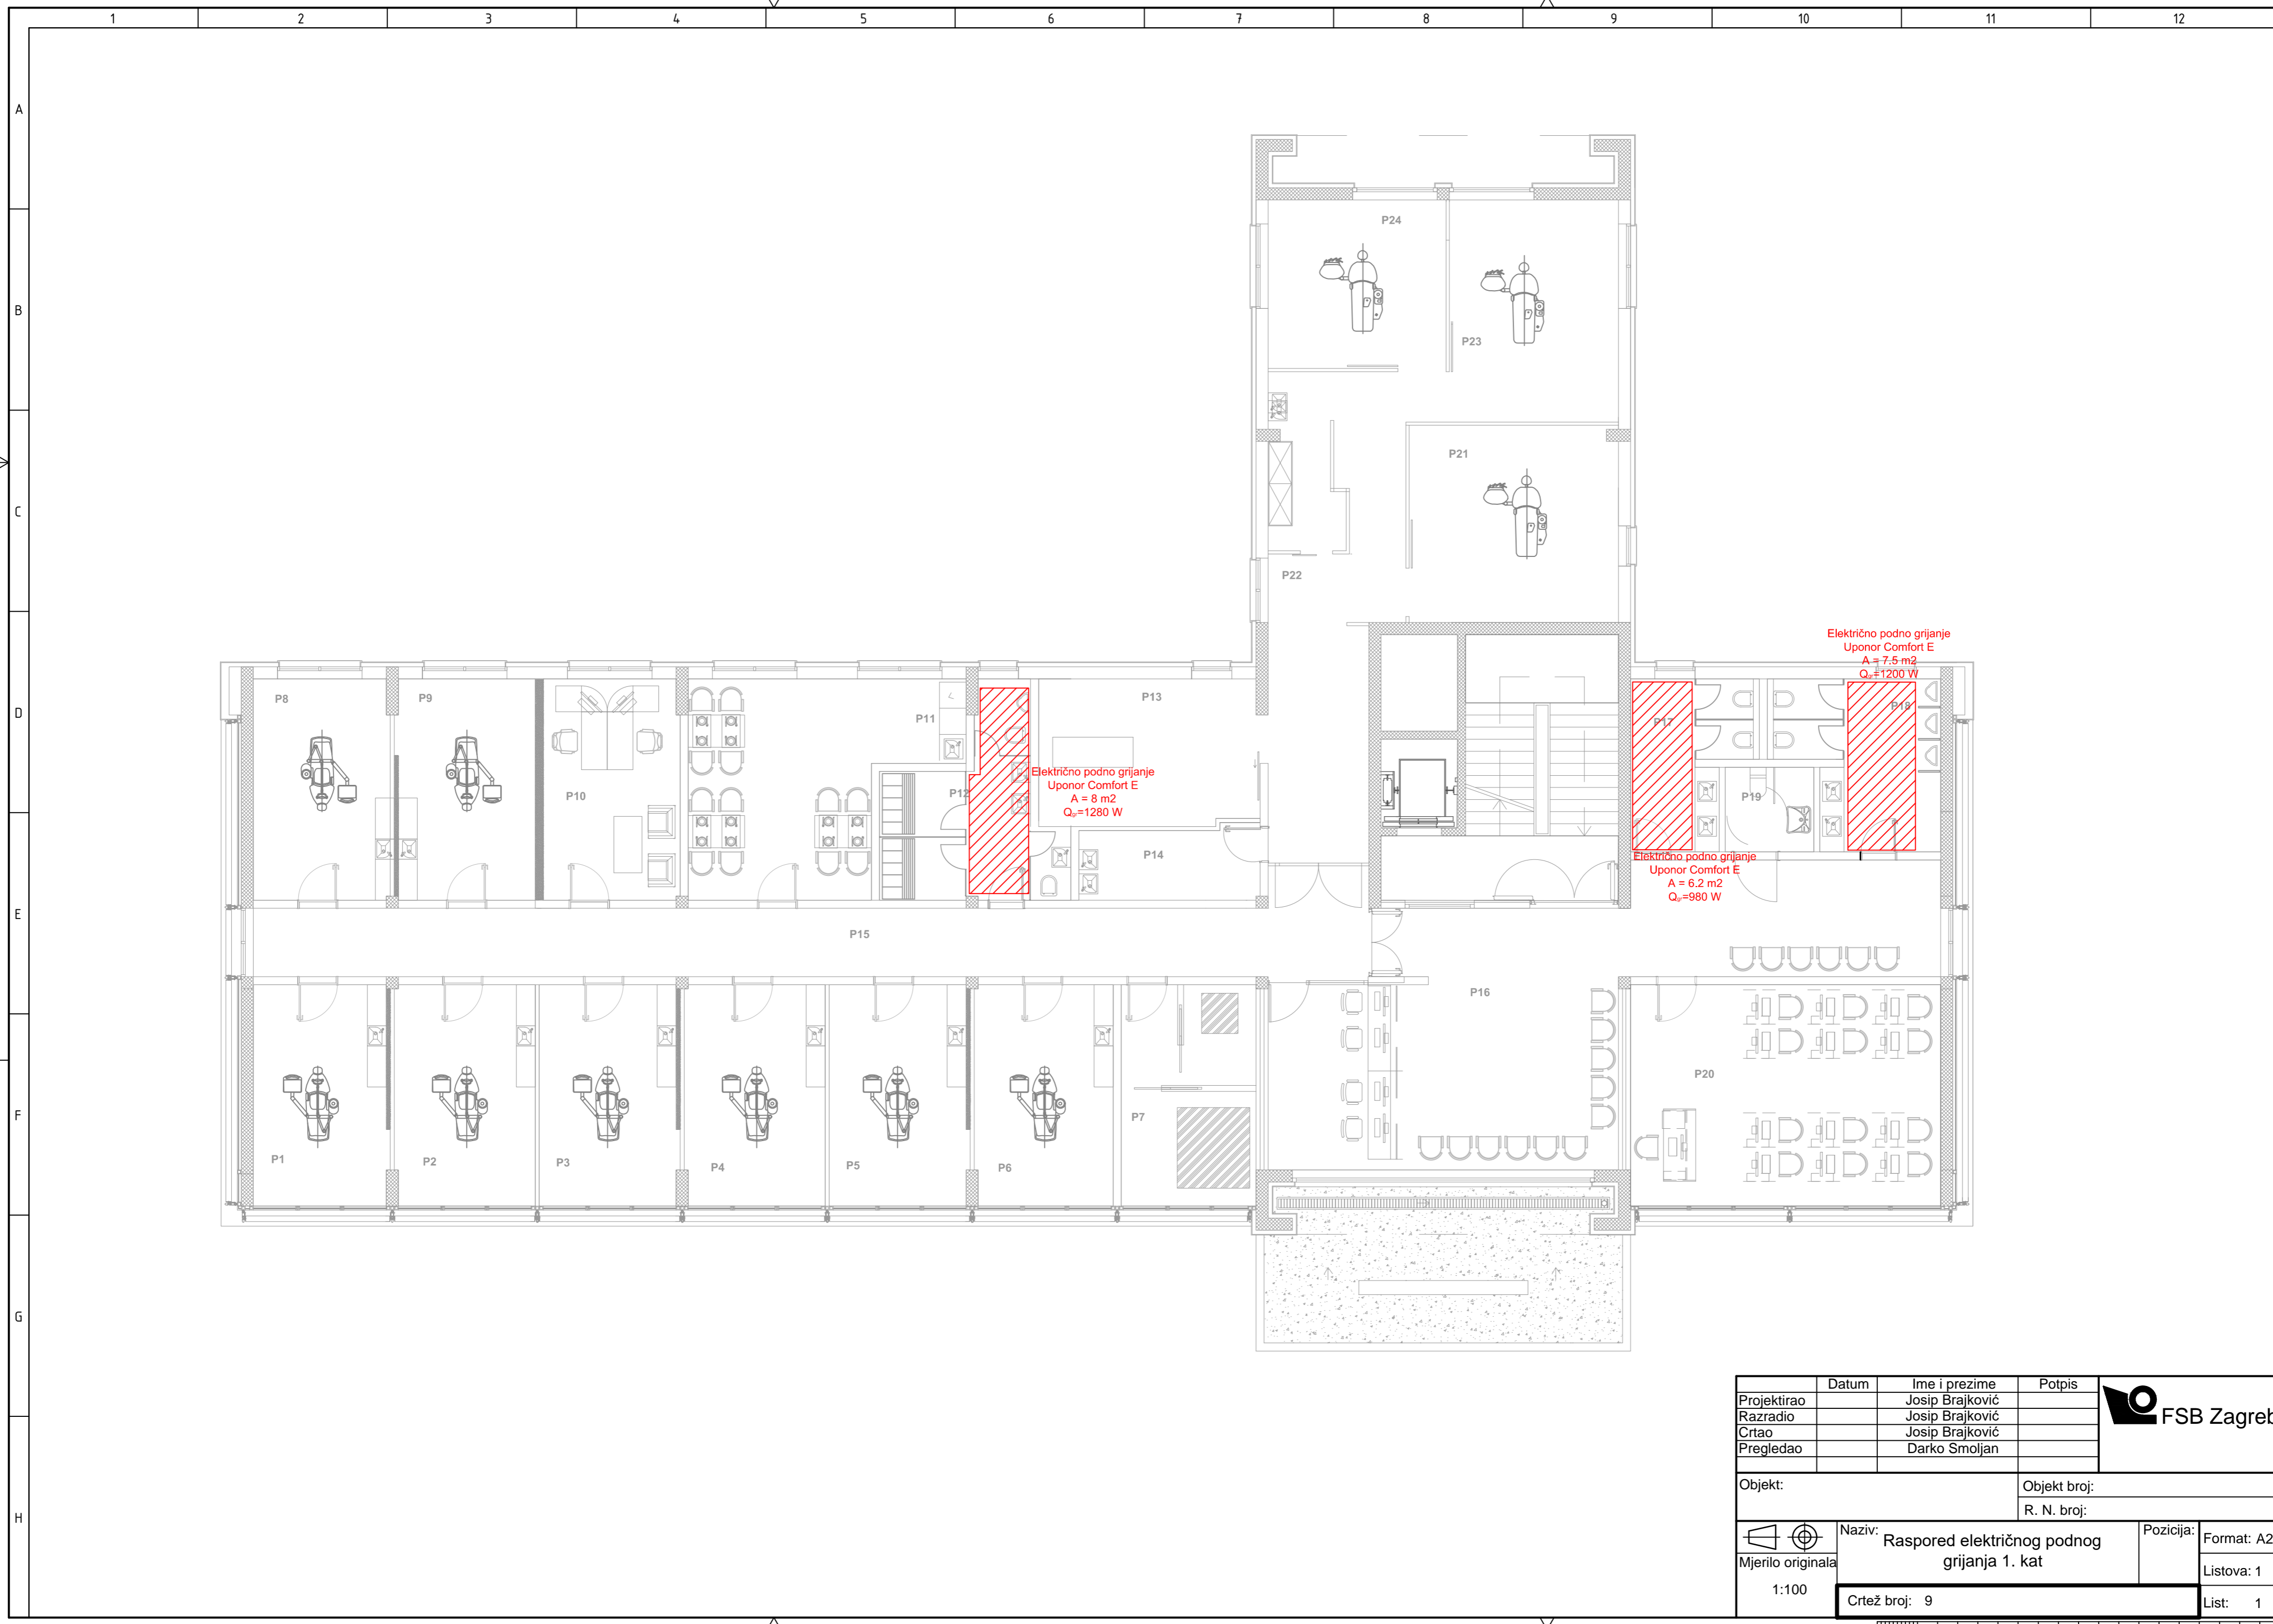 1 2 3 4 5 6 7 8 9 10 11 12
A
B
C
D
E
F
G
H
P24
P23
P21
P22
Električno podno grijanje
Uponor Comfort E
A = 7.5 m2
Qgr=1200 W
P8
P9
P10
P11
P12
P13
P14
P17
P18
P19
Električno podno grijanje
Uponor Comfort E
A = 8 m2
Qgr=1280 W
Električno podno grijanje
Uponor Comfort E
A = 6.2 m2
Qgr=980 W
P15
P16
P20
P1
P2
P3
P4
P5
P6
P7
Datum Ime i prezime Potpis
Projektirao Josip Brajković
Razradio Josip Brajković
Crtao Josip Brajković
Pregledao Darko Smoljan
FSB Zagreb
Objekt:
Objekt broj:
R. N. broj:
Naziv: Raspored električnog podnog
grijanja 1. kat
Pozicija:
Format: A2
Mjerilo originala
1:100
Listova: 1
Crtež broj: 9
List: 1